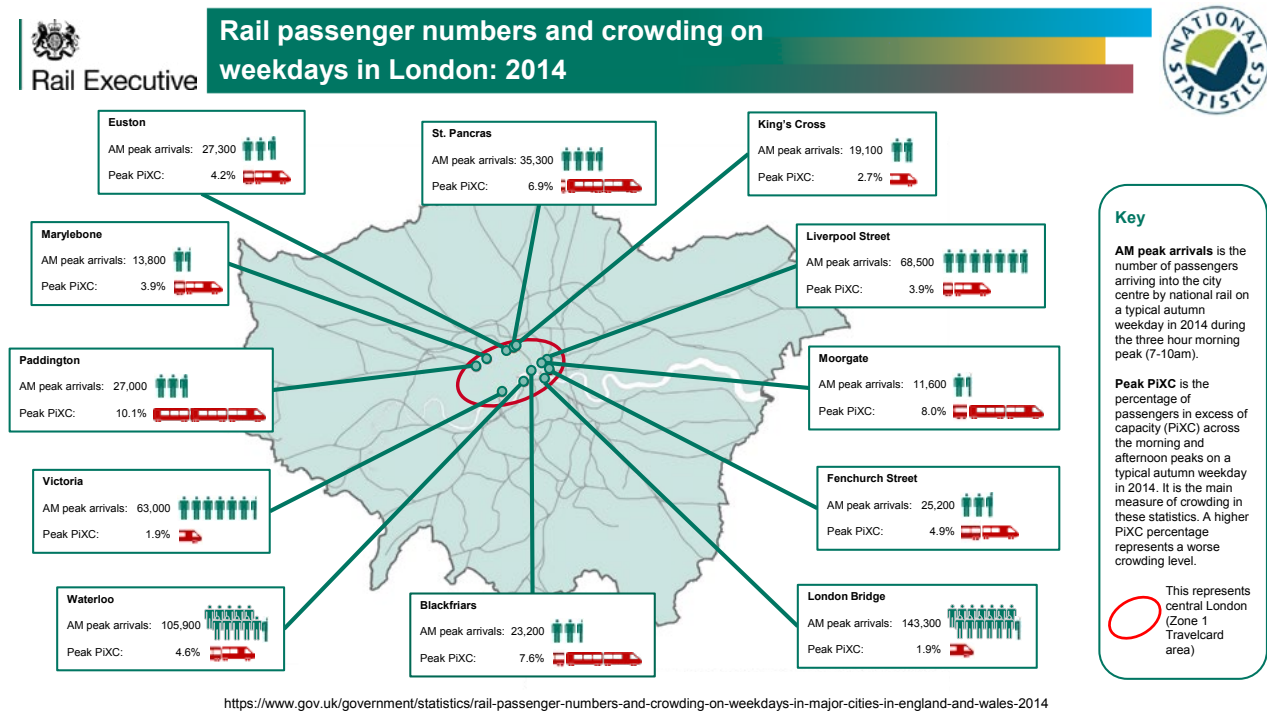 Rail Executive
Rail passenger numbers and crowding on
weekdays in London: 2014
NATIONAL
STATISTICS
Euston
AM peak arrivals: 27,300
Peak PiXC: 4.2%
St. Pancras
AM peak arrivals: 35,300
Peak PiXC: 6.9%
King's Cross
AM peak arrivals: 19,100
Peak PiXC: 2.7%
Marylebone
AM peak arrivals: 13,800
Peak PiXC: 3.9%
Liverpool Street
AM peak arrivals: 68,500
Peak PiXC: 3.9%
Paddington
AM peak arrivals: 27,000
Peak PiXC: 10.1%
Moorgate
AM peak arrivals: 11,600
Peak PiXC: 8.0%
Victoria
AM peak arrivals: 63,000
Peak PiXC: 1.9%
Fenchurch Street
AM peak arrivals: 25,200
Peak PiXC: 4.9%
Waterloo
AM peak arrivals: 105,900
Peak PiXC: 4.6%
Blackfriars
AM peak arrivals: 23,200
Peak PiXC: 7.6%
London Bridge
AM peak arrivals: 143,300
Peak PiXC: 1.9%
Key
AM peak arrivals is the
number of passengers
arriving into the city
centre by national rail on
a typical autumn
weekday in 2014 during
the three hour morning
peak (7-10am).
Peak PiXC is the
percentage of
passengers in excess of
capacity (PiXC) across
the morning and
afternoon peaks on a
typical autumn weekday
in 2014. It is the main
measure of crowding in
these statistics. A higher
PiXC percentage
represents a worse
crowding level.
This represents
central London
(Zone 1
Travelcard
area)
https://www.gov.uk/government/statistics/rail-passenger-numbers-and-crowding-on-weekdays-in-major-cities-in-england-and-wales-2014